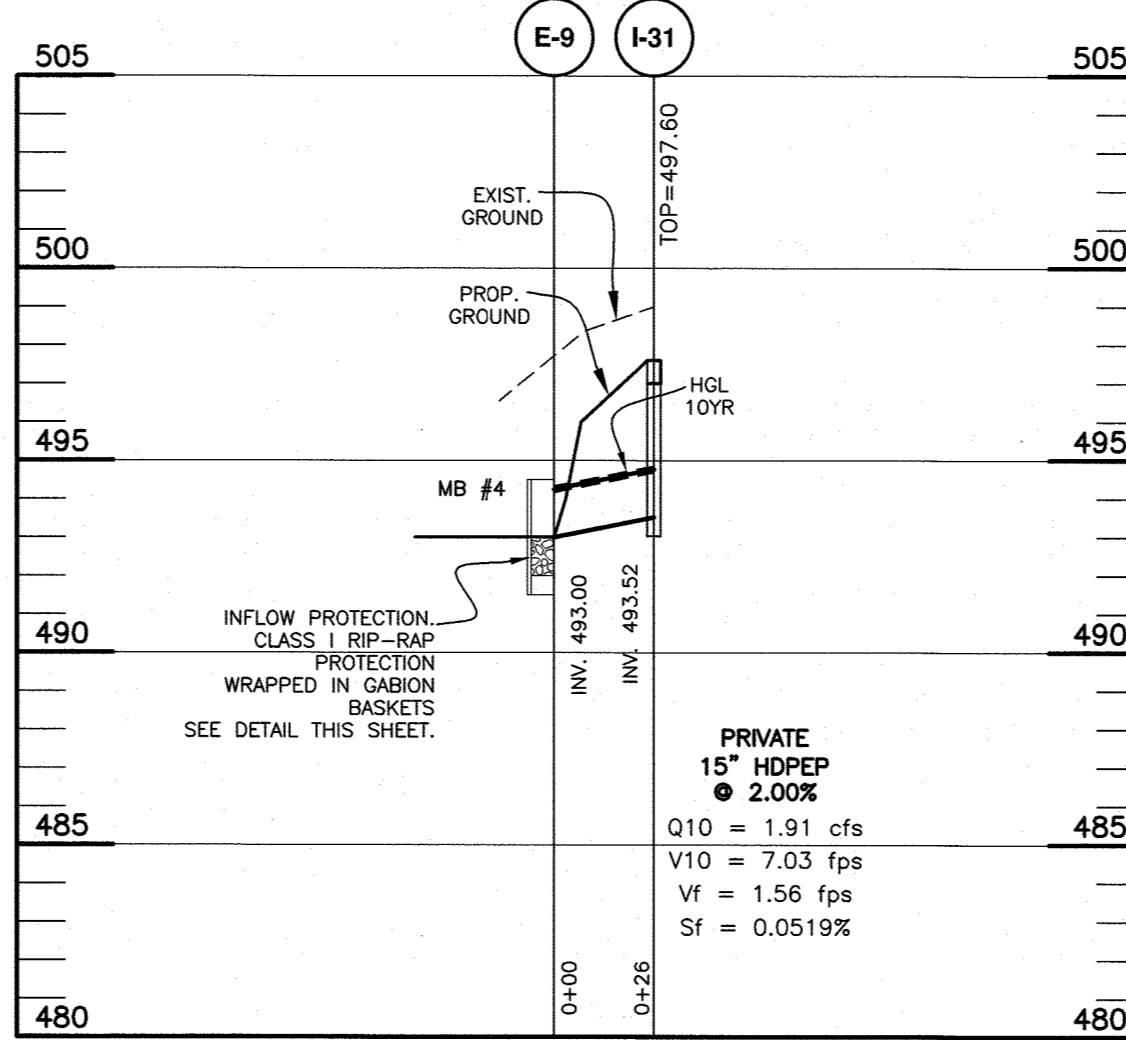 E-9 I-31
505 505
TOP=497.60
EXIST.
GROUND
500 500
PROP.
GROUND
HGL
10YR
495 495
MB #4
INV. 493.00
INV. 493.52
INFLOW PROTECTION.
CLASS I RIP-RAP
PROTECTION
WRAPPED IN GABION
BASKETS
SEE DETAIL THIS SHEET.
490 490
PRIVATE
15" HDPEP
@ 2.00%
Q10 = 1.91 cfs
485 485
V10 = 7.03 fps
Vf = 1.56 fps
Sf = 0.0519%
0+00
0+26
480 480